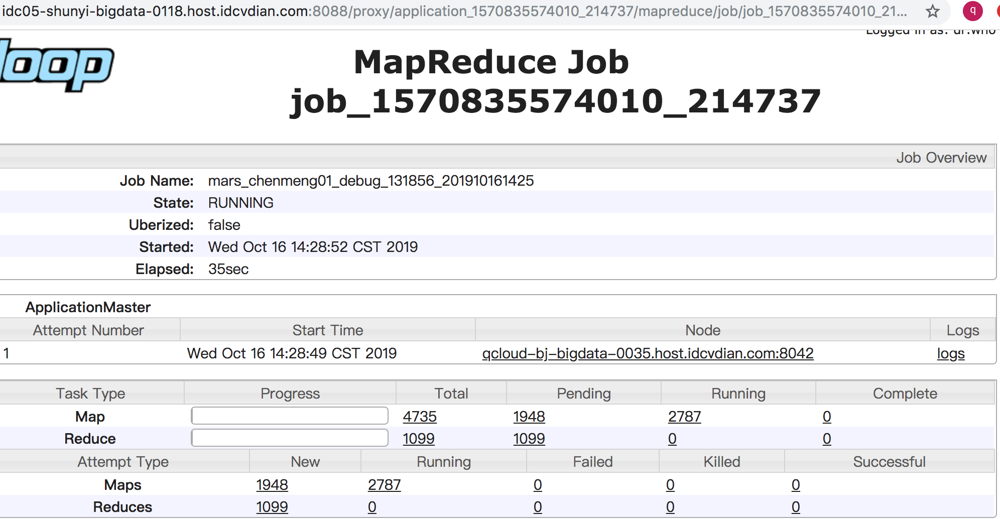 idc05-shunyi-bigdata-0118.host.idcvdian.com:8088/proxy/application_1570835574010_214737/mapreduce/job/job_1570835574010_21... q
Logged in as: dr.who
loop
MapReduce Job
job_1570835574010_214737
Job Overview
Job Name: mars_chenmeng01_debug_131856_201910161425
State: RUNNING
Uberized: false
Started: Wed Oct 16 14:28:52 CST 2019
Elapsed: 35sec
ApplicationMaster
Attempt Number Start Time Node Logs
1 Wed Oct 16 14:28:49 CST 2019 qcloud-bj-bigdata-0035.host.idcvdian.com:8042 logs
Task Type Progress Total Pending Running Complete
Map 4735 1948 2787 0
Reduce 1099 1099 0 0
Attempt Type New Running Failed Killed Successful
Maps 1948 2787 0 0 0
Reduces 1099 0 0 0 0